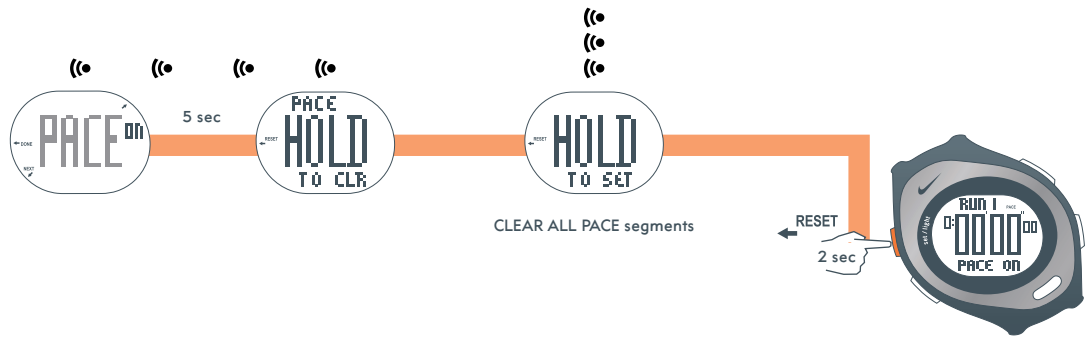 PACE ON
DONE
NEXT
5 sec
PACE
HOLD
TO CLR
RESET
HOLD
TO SET
RESET
CLEAR ALL PACE segments
RESET
2 sec
RUN 1 PACE
0:00'00"00
PACE ON
set / light